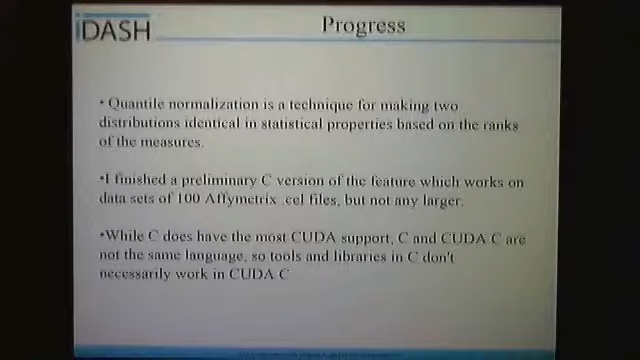 iDASH
Progress
• Quantile normalization is a technique for making two
distributions identical in statistical properties based on the ranks
of the measures.
•I finished a preliminary C version of the feature which works on
data sets of 100 Affymetrix .cel files, but not any larger.
•While C does have the most CUDA support, C and CUDA C are
not the same language, so tools and libraries in C don't
necessarily work in CUDA C